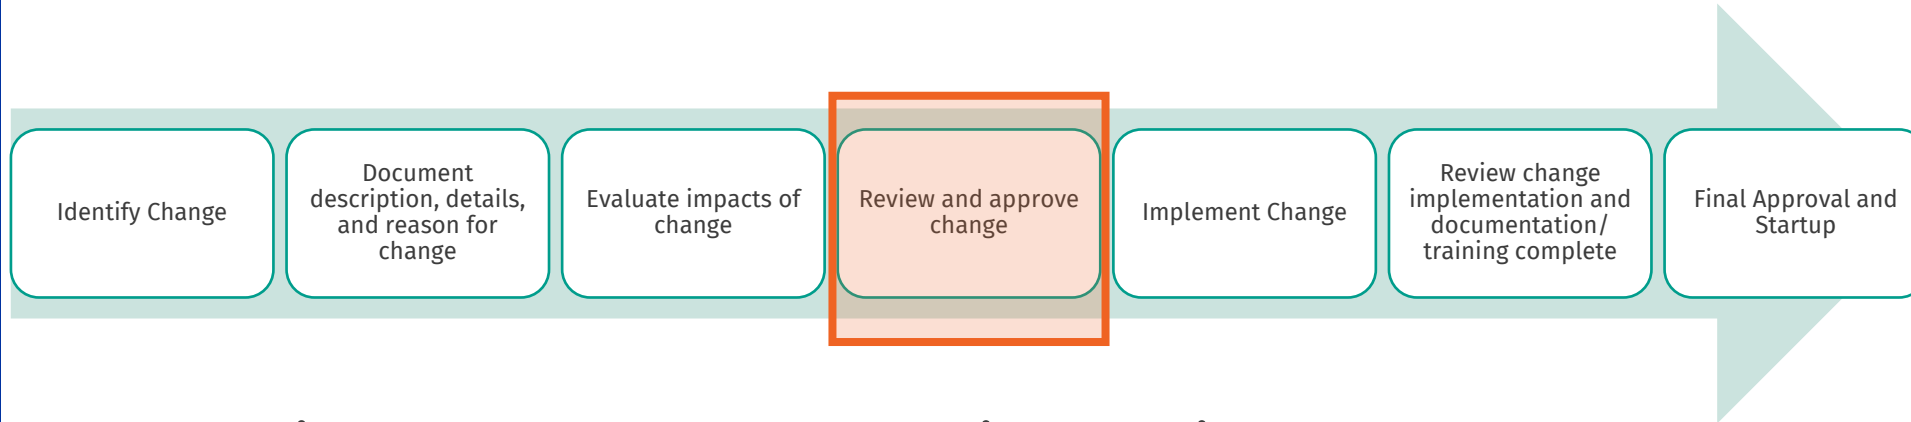 Identify Change
Document
description, details,
and reason for
change
Evaluate impacts of
change
Review and approve
change
Implement Change
Review change
implementation and
documentation/
training complete
Final Approval and
Startup